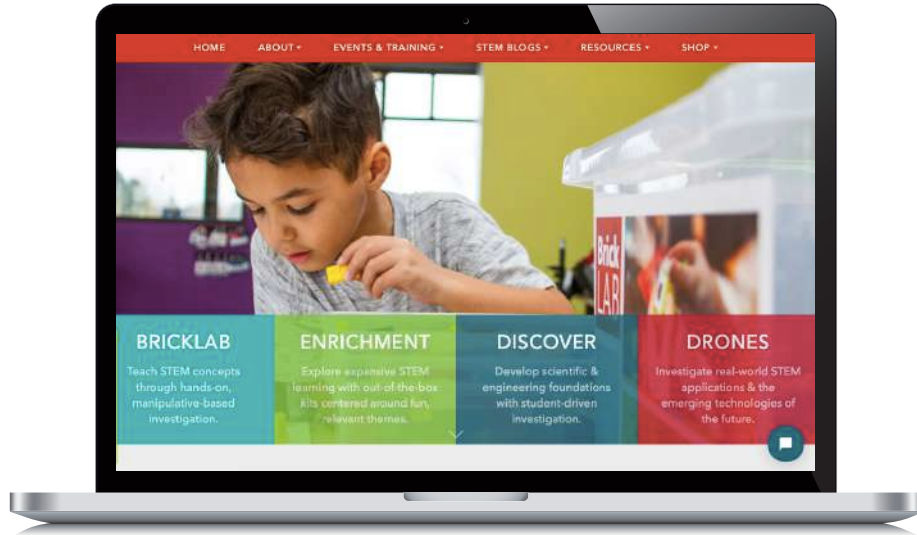 HOME ABOUT EVENTS & TRAINING STEM BLOGS RESOURCES SHOP
Brick
LAB
BRICKLAB
Teach STEM concepts
through hands-on,
manipulative-based
investigation.
ENRICHMENT
Explore expansive STEM
learning with out-of-the-box
kits centered around fun,
relevant themes.
DISCOVER
Develop scientific &
engineering foundations
with student-driven
investigation.
DRONES
Investigate real-world STEM
applications & the
emerging technologies of
the future.